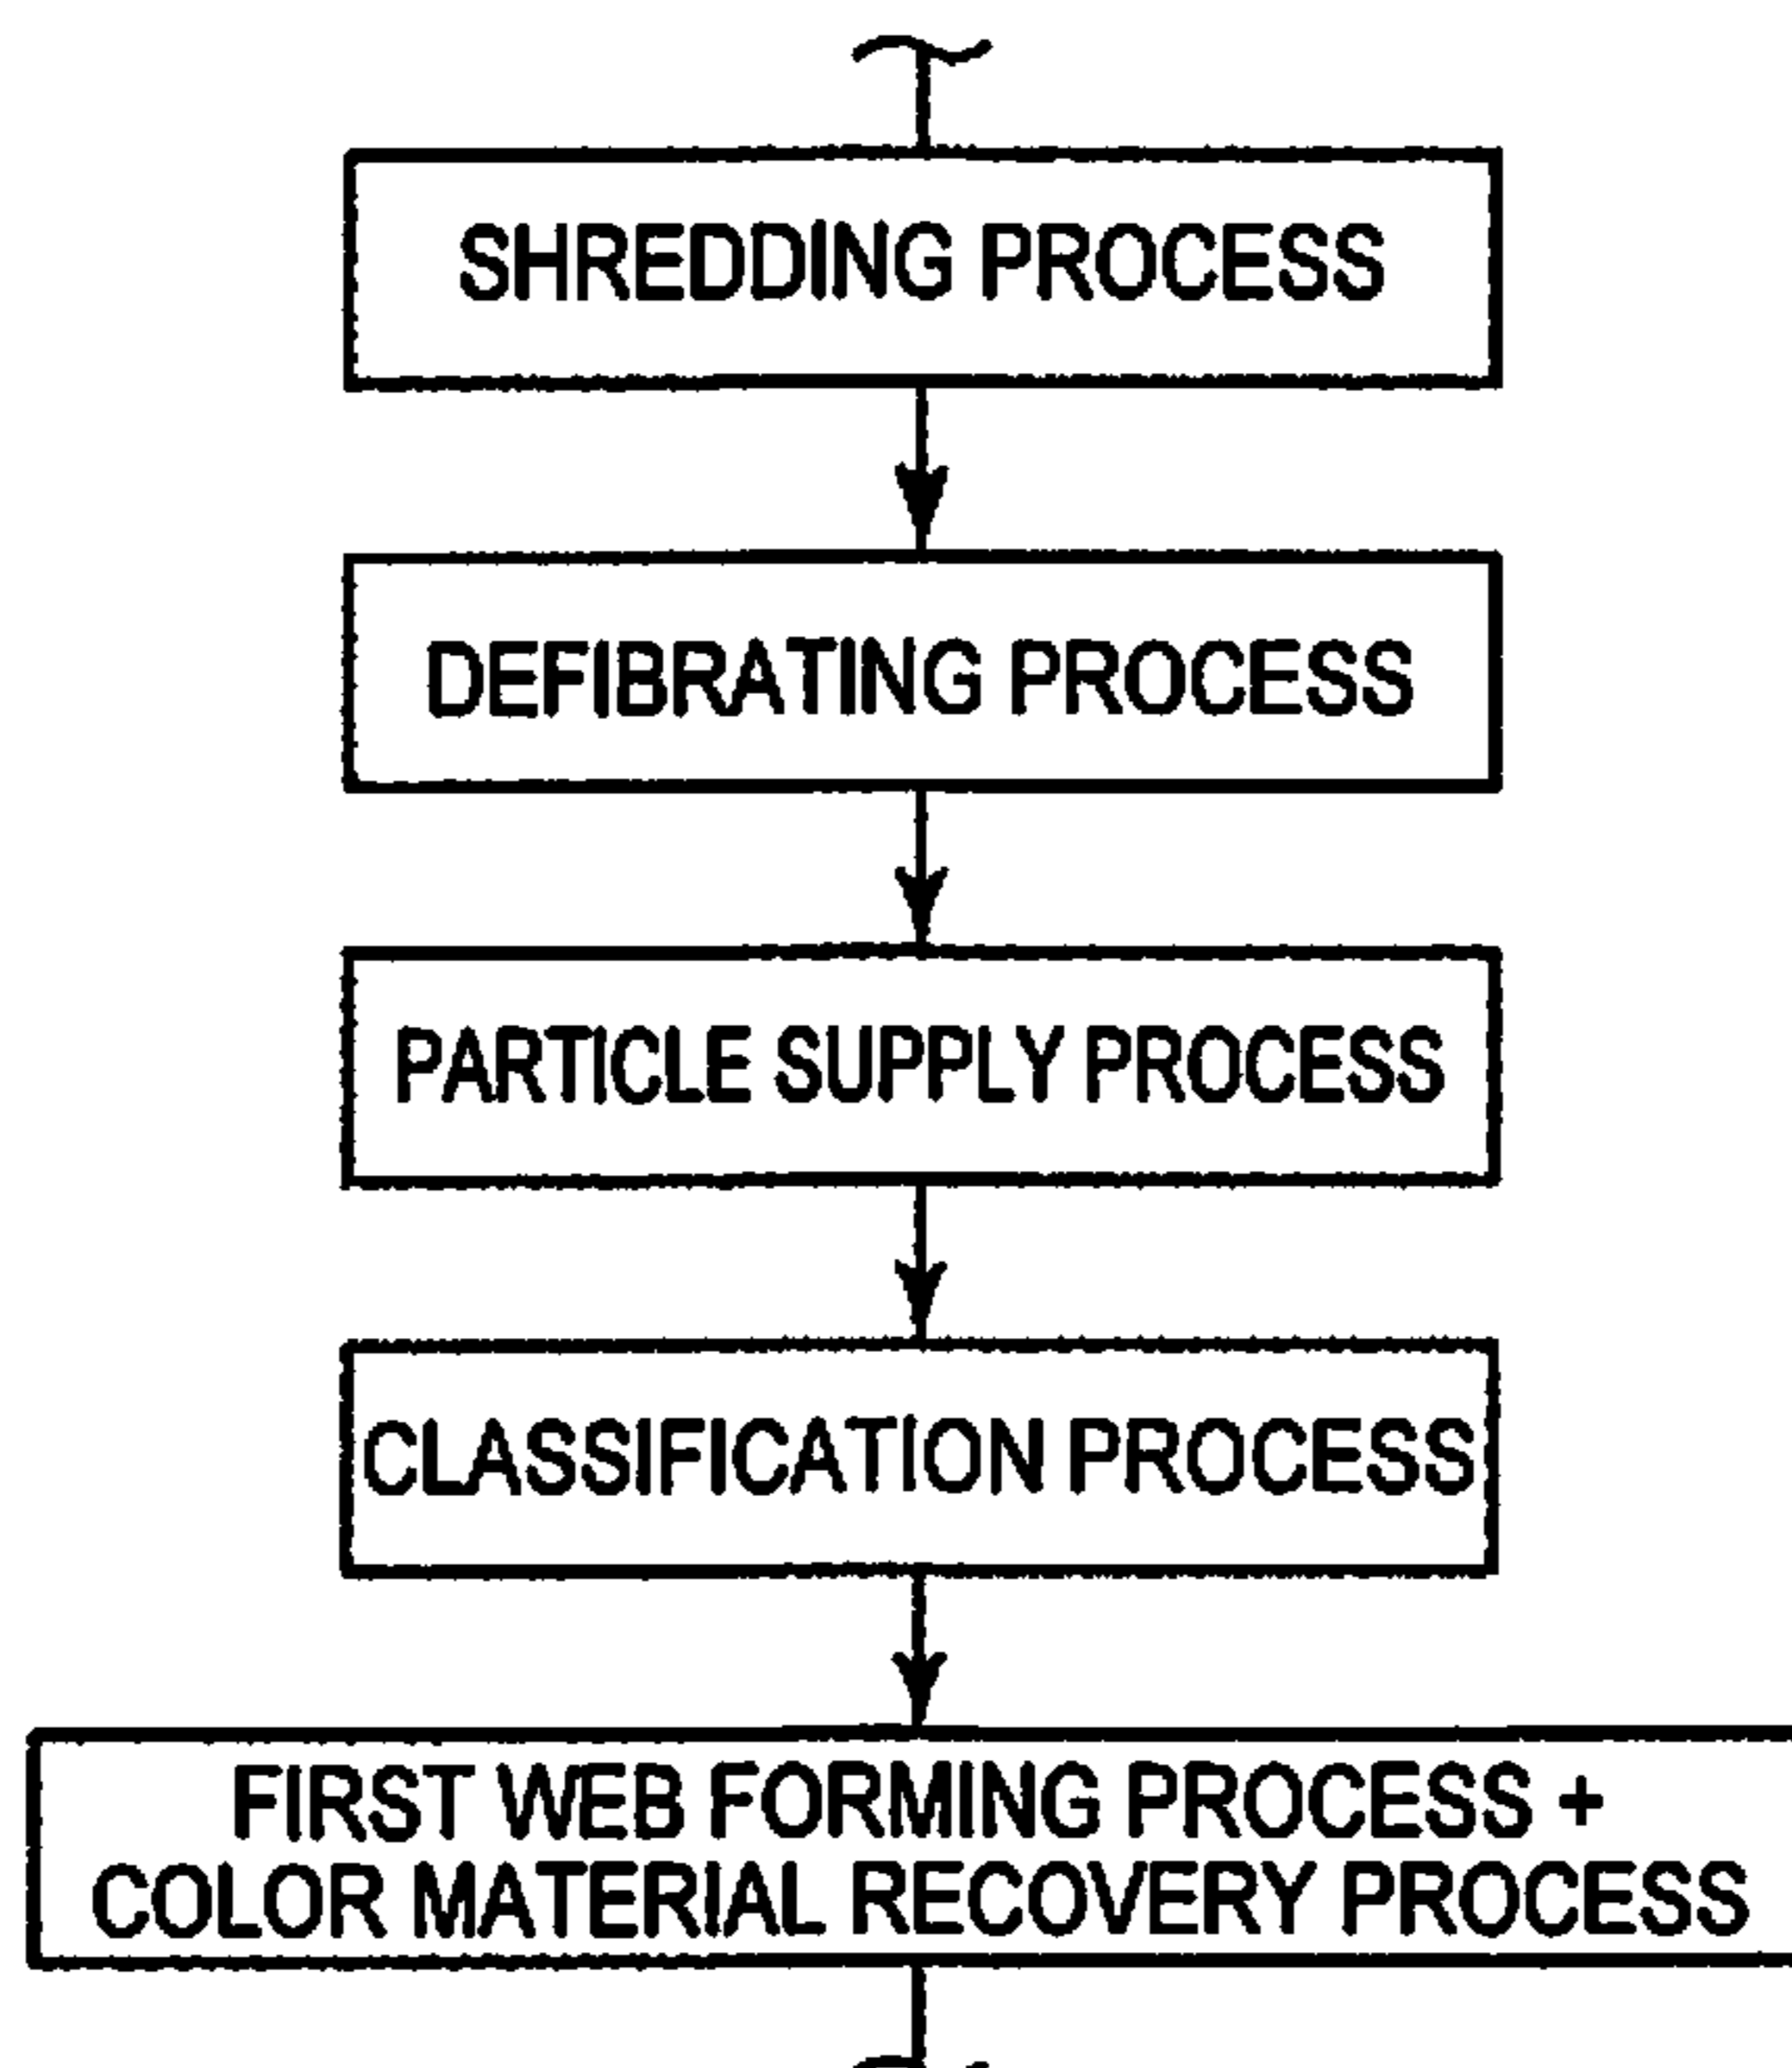 SHREDDING PROCESS
DEFIBRATING PROCESS
PARTICLE SUPPLY PROCESS
CLASSIFICATION PROCESS
FIRST WEB FORMING PROCESS +
COLOR MATERIAL RECOVERY PROCESS